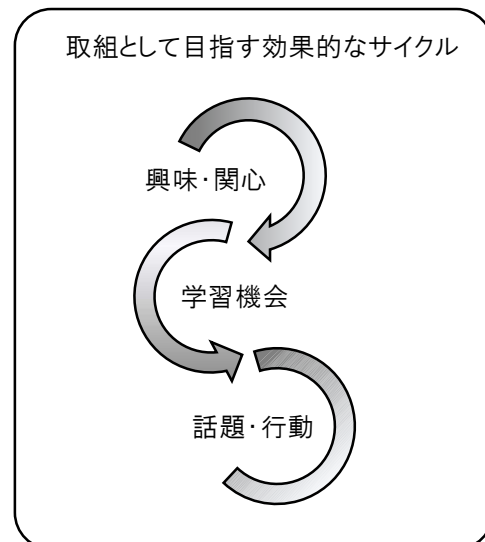 取組として目指す効果的なサイクル
興味・関心
学習機会
話題・行動